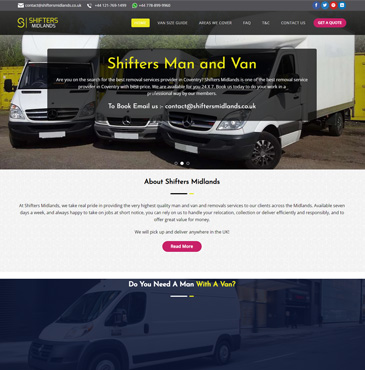 contact@shiftersmidlands.co.uk +44 121-769 1499 +44 778 899 9960
SHIFTERS
MIDLANDS
HOME VAN SIZE GUIDE AREAS WE COVER FAQ T&C CONTACT US GET A QUOTE
Shifters Man and Van
Are you on the search for the best removal services provider in Coventry? Shifters Midlands is one of the best removal service
provider in Coventry with best price. We are available for you 24 X 7. Book us today to do your work in a
professional way by our members.
To Book Email us :- contact@shiftersmidlands.co.uk
About Shifters Midlands
At Shifters Midlands, we take real pride in providing the very highest quality man and van and removals services to our clients across the Midlands. Available seven
days a week, and always happy to take on jobs at short notice, you can rely on us to handle your relocation, collection or deliver efficiently and responsibly, and to
offer great value for money.
We will pick up and deliver anywhere in the UK!
Read More
Do You Need A Man With A Van?